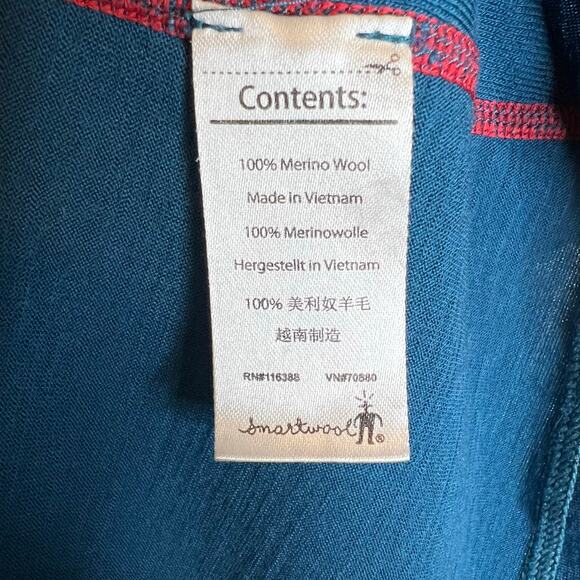 Contents:
100% Merino Wool
Made in Vietnam
100% Merinowolle
Hergestellt in Vietnam
100% 美利奴羊毛
越南制造
RN#116388 VN#70880
smartwool ®